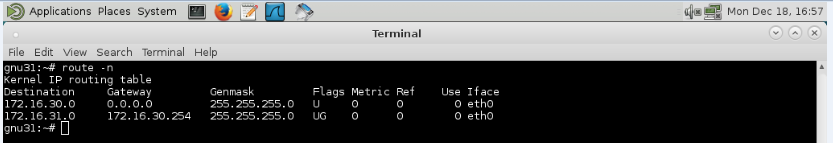 Applications Places System Mon Dec 18, 16:57
Terminal
File Edit View Search Terminal Help
gnu31:~# route -n
Kernel IP routing table
Destination     Gateway         Genmask         Flags Metric Ref    Use Iface
172.16.30.0     0.0.0.0         255.255.255.0   U     0      0        0 eth0
172.16.31.0     172.16.30.254   255.255.255.0   UG    0      0        0 eth0
gnu31:~#